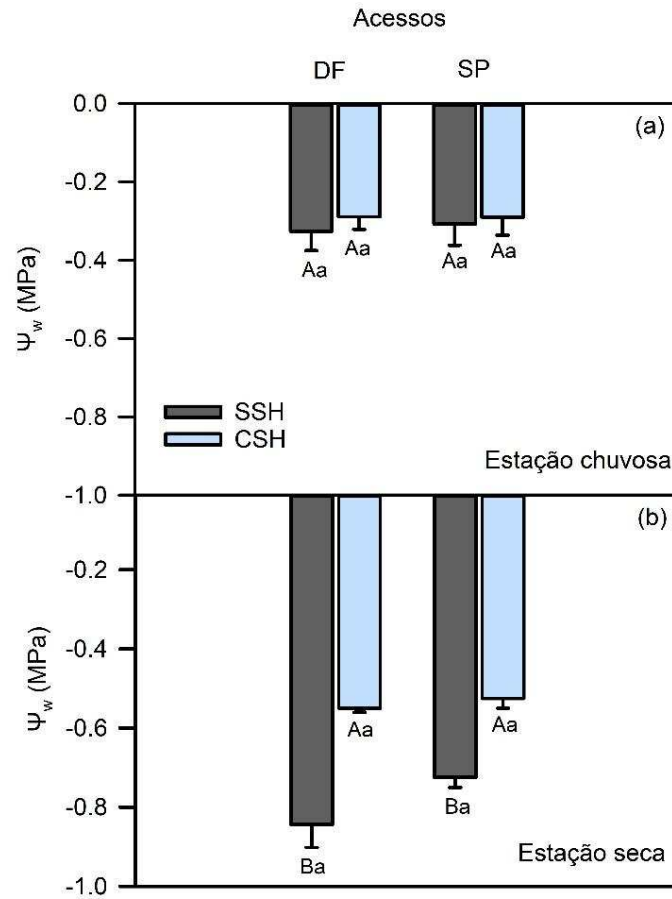 Acessos
DF SP
0.0
(a)
-0.2
-0.4
Aa Aa Aa Aa
Ψw (MPa)
-0.6
-0.8
SSH
CSH
Estação chuvosa
-1.0
(b)
-0.2
-0.4
Ψw (MPa)
-0.6
Aa Aa
-0.8
Ba Ba
Estação seca
-1.0